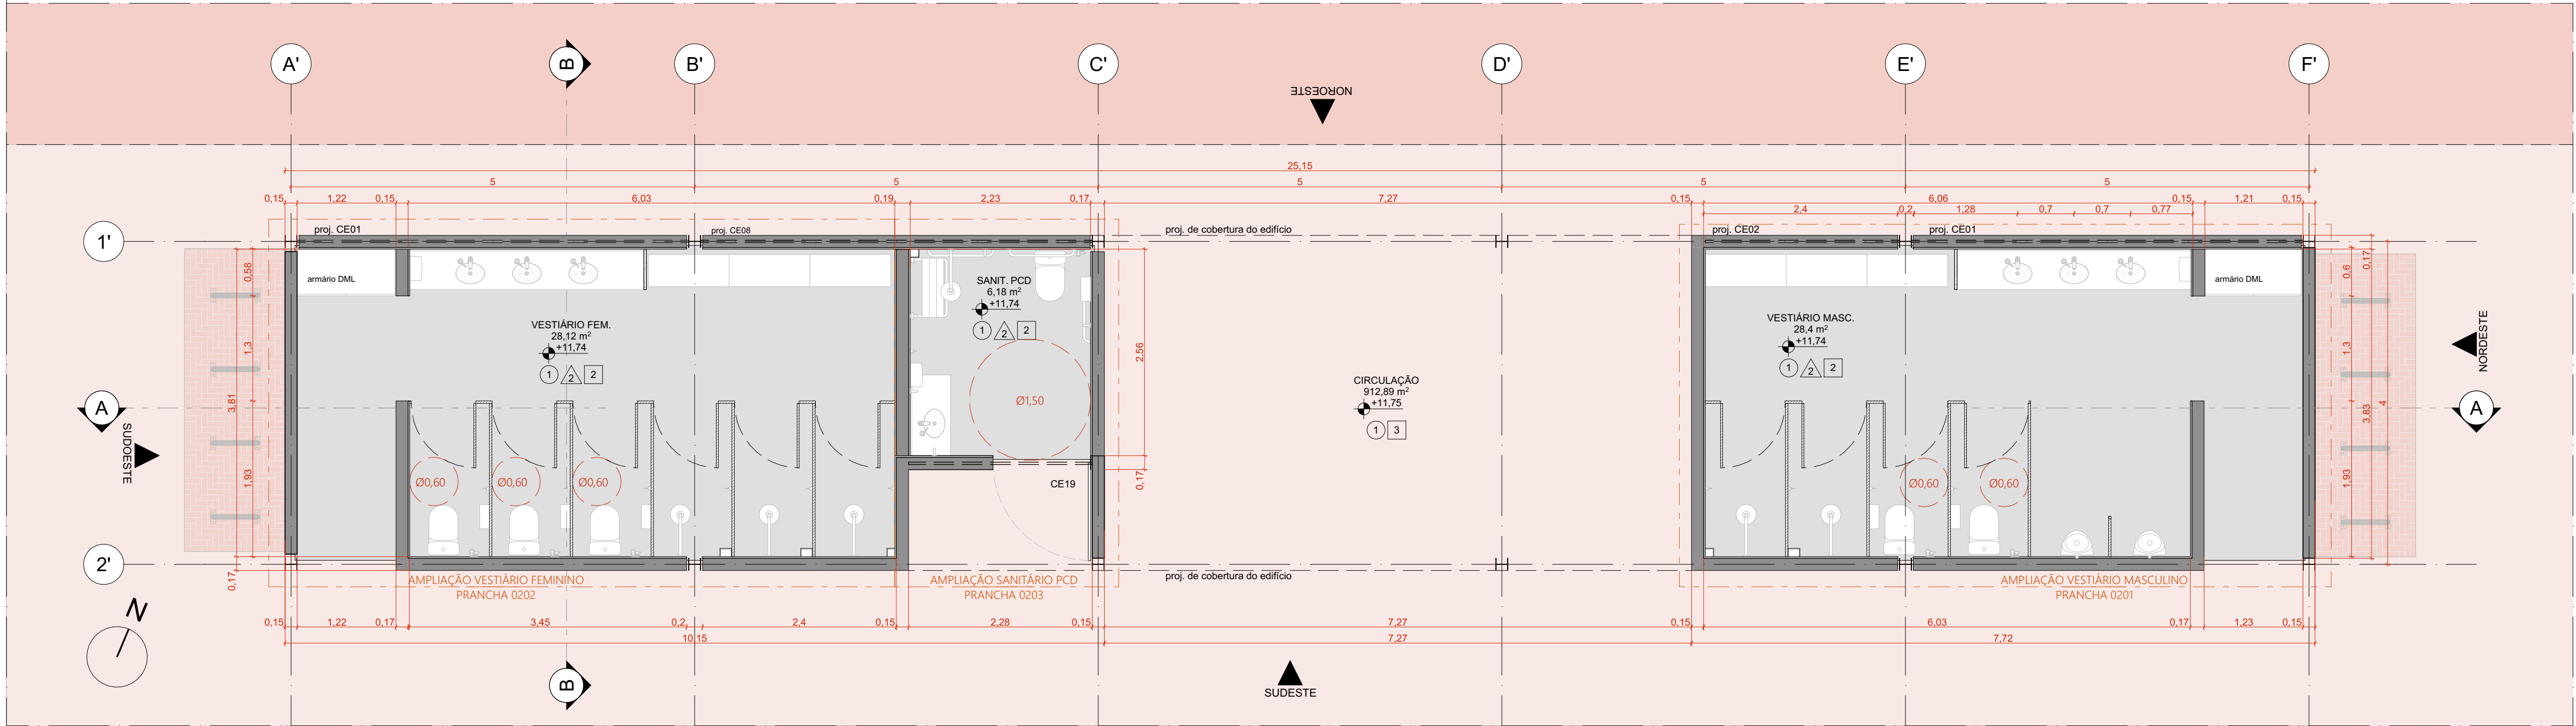 A'
B
B'
C'
D'
E'
F'
NOROESTE
25,15
5
5
5
5
5
0,15
1,22
0,15
6,03
0,19
2,23
0,17
7,27
0,15
6,06
0,15
1,21
0,15
2,4
0,2
1,28
0,7
0,7
0,77
1'
proj. CE01
proj. CE08
proj. de cobertura do edifício
proj. CE02
proj. CE01
0,58
1,3
3,81
1,93
0,17
armário DML
VESTIÁRIO FEM.
28,12 m²
+11,74
1
2
2
SANIT. PCD
6,18 m²
+11,74
1
2
2
Ø1,50
2,56
0,17
CE19
CIRCULAÇÃO
912,89 m²
+11,75
1
3
VESTIÁRIO MASC.
28,4 m²
+11,74
1
2
2
armário DML
0,17
0,6
1,3
3,83
4
1,93
NORDESTE
A
SUDOESTE
A
Ø0,60
Ø0,60
Ø0,60
Ø0,60
Ø0,60
2'
proj. de cobertura do edifício
AMPLIAÇÃO VESTIÁRIO FEMININO
PRANCHA 0202
AMPLIAÇÃO SANITÁRIO PCD
PRANCHA 0203
AMPLIAÇÃO VESTIÁRIO MASCULINO
PRANCHA 0201
N
0,15
1,22
0,17
3,45
0,2
2,4
0,15
2,28
0,15
7,27
0,15
6,03
0,17
1,23
0,15
10,15
7,27
7,72
B
SUDESTE